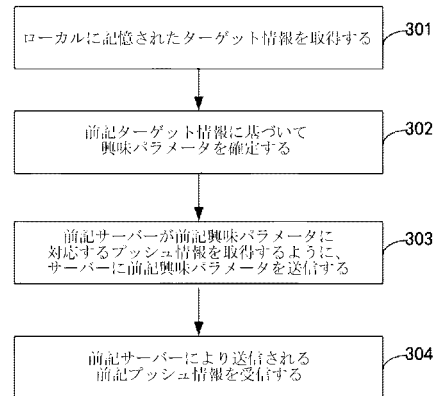 ローカルに記憶されたターゲット情報を取得する
301
前記ターゲット情報に基づいて
興味パラメータを確定する
302
前記サーバーが前記興味パラメータに
対応するプッシュ情報を取得するように、
サーバーに前記興味パラメータを送信する
303
前記サーバーにより送信される
前記プッシュ情報を受信する
304